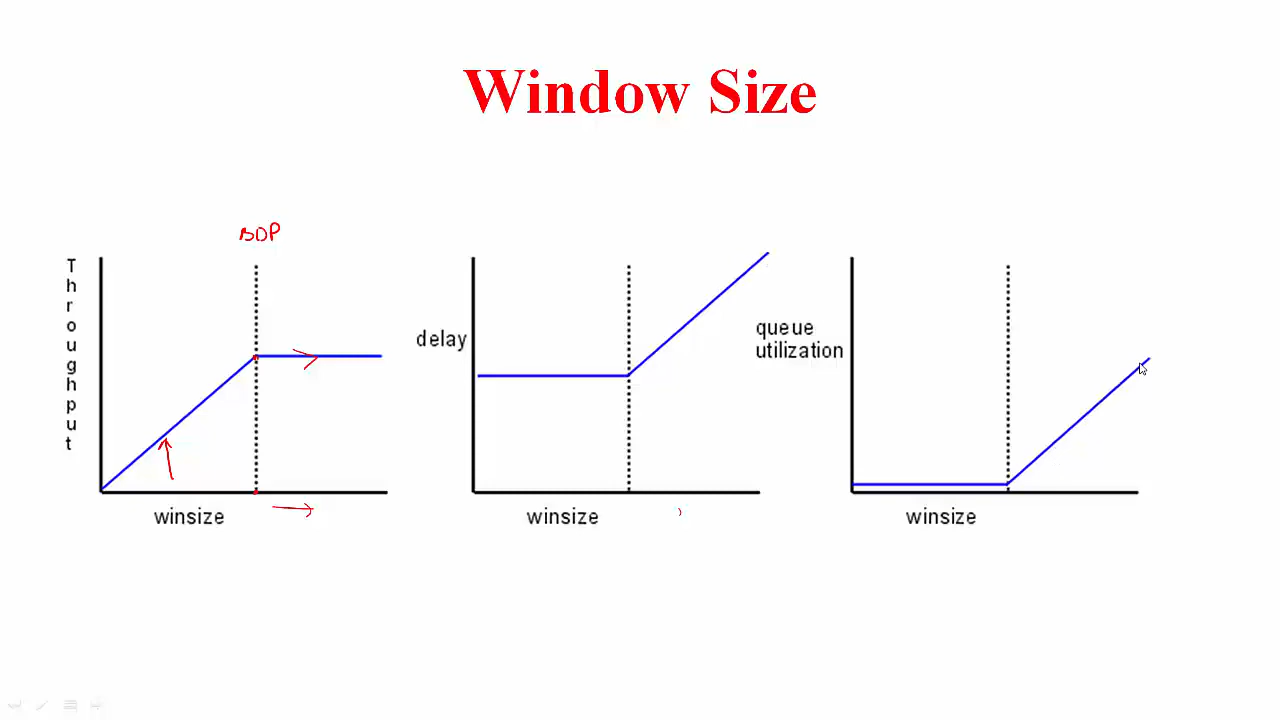 Window Size
BDP
Throughput
delay
queue
utilization
winsize
winsize
winsize